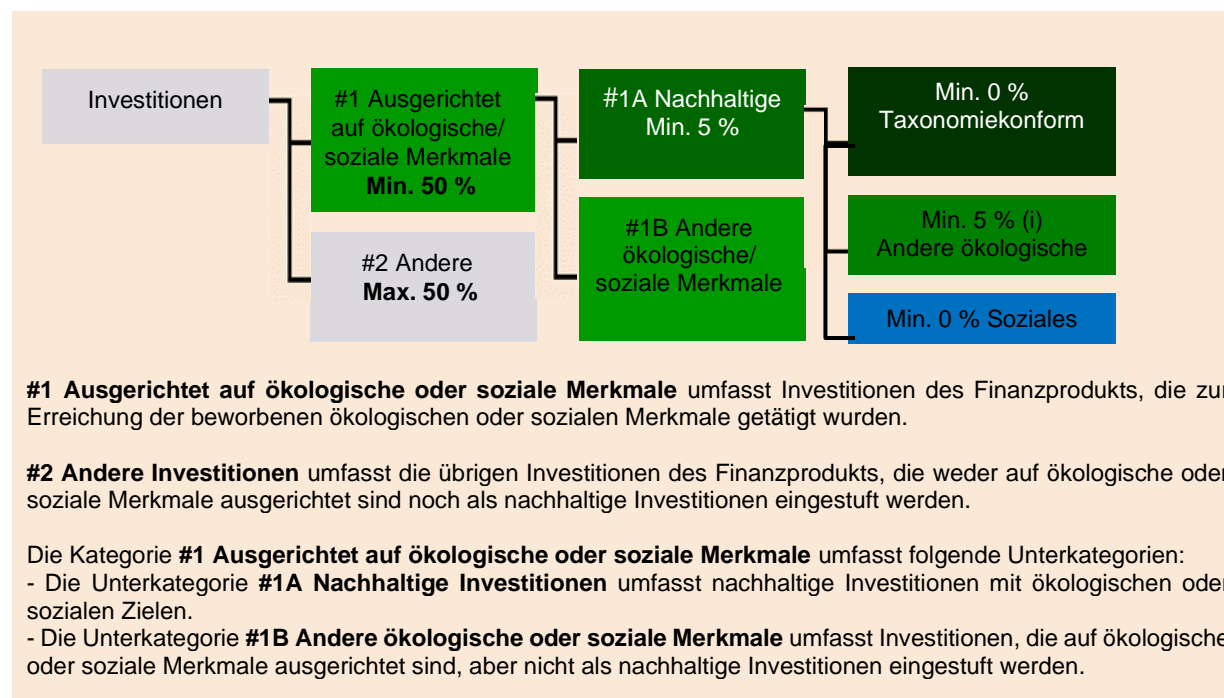 Investitionen
#1 Ausgerichtet
auf ökologische/
soziale Merkmale
Min. 50 %
#2 Andere
Max. 50 %
#1A Nachhaltige
Min. 5 %
#1B Andere
ökologische/
soziale Merkmale
Min. 0 %
Taxonomiekonform
Min. 5 % (i)
Andere ökologische
Min. 0 % Soziales
#1 Ausgerichtet auf ökologische oder soziale Merkmale umfasst Investitionen des Finanzprodukts, die zur
Erreichung der beworbenen ökologischen oder sozialen Merkmale getätigt wurden.
#2 Andere Investitionen umfasst die übrigen Investitionen des Finanzprodukts, die weder auf ökologische oder
soziale Merkmale ausgerichtet sind noch als nachhaltige Investitionen eingestuft werden.
Die Kategorie #1 Ausgerichtet auf ökologische oder soziale Merkmale umfasst folgende Unterkategorien:
- Die Unterkategorie #1A Nachhaltige Investitionen umfasst nachhaltige Investitionen mit ökologischen oder
sozialen Zielen.
- Die Unterkategorie #1B Andere ökologische oder soziale Merkmale umfasst Investitionen, die auf ökologische
oder soziale Merkmale ausgerichtet sind, aber nicht als nachhaltige Investitionen eingestuft werden.